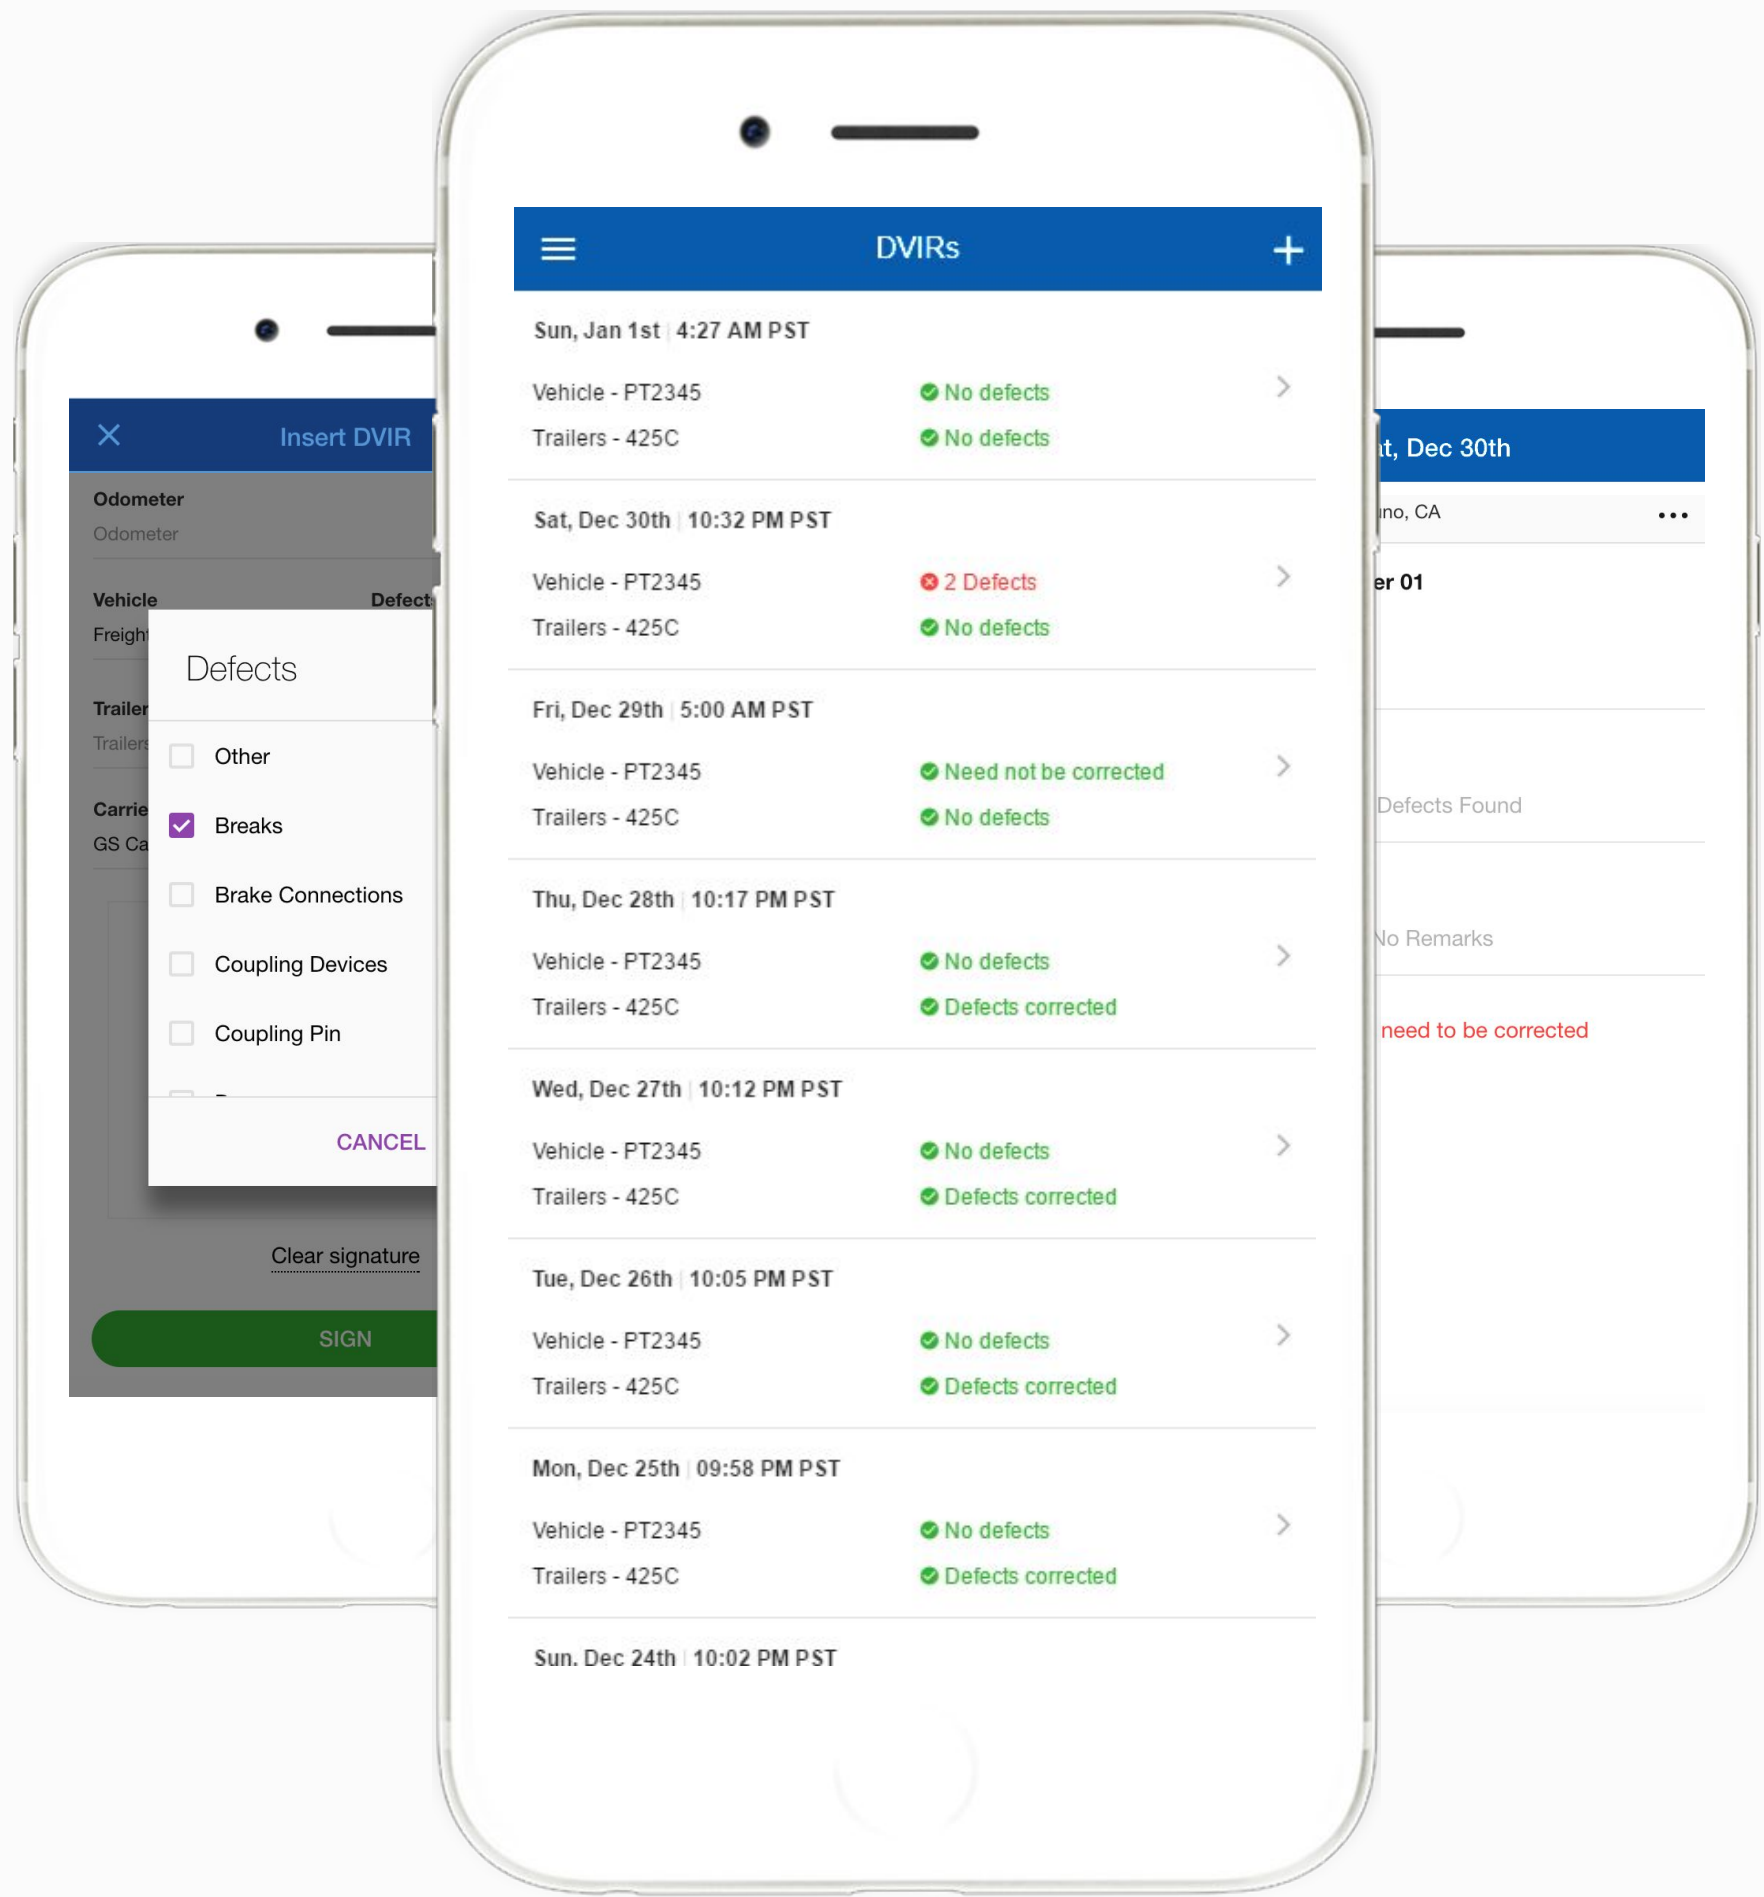 Insert DVIR
Odometer
Odometer
Vehicle Defects
Freight
Trailer
Trailers
Carrie
GS Ca
Defects
Other
Breaks
Brake Connections
Coupling Devices
Coupling Pin
CANCEL
Clear signature
SIGN
DVIRs
Sun, Jan 1st | 4:27 AM PST
Vehicle - PT2345 No defects
Trailers - 425C No defects
Sat, Dec 30th | 10:32 PM PST
Vehicle - PT2345 2 Defects
Trailers - 425C No defects
Fri, Dec 29th | 5:00 AM PST
Vehicle - PT2345 Need not be corrected
Trailers - 425C No defects
Thu, Dec 28th | 10:17 PM PST
Vehicle - PT2345 No defects
Trailers - 425C Defects corrected
Wed, Dec 27th | 10:12 PM PST
Vehicle - PT2345 No defects
Trailers - 425C Defects corrected
Tue, Dec 26th | 10:05 PM PST
Vehicle - PT2345 No defects
Trailers - 425C Defects corrected
Mon, Dec 25th | 09:58 PM PST
Vehicle - PT2345 No defects
Trailers - 425C Defects corrected
Sun. Dec 24th | 10:02 PM PST
t, Dec 30th
no, CA
er 01
Defects Found
No Remarks
need to be corrected